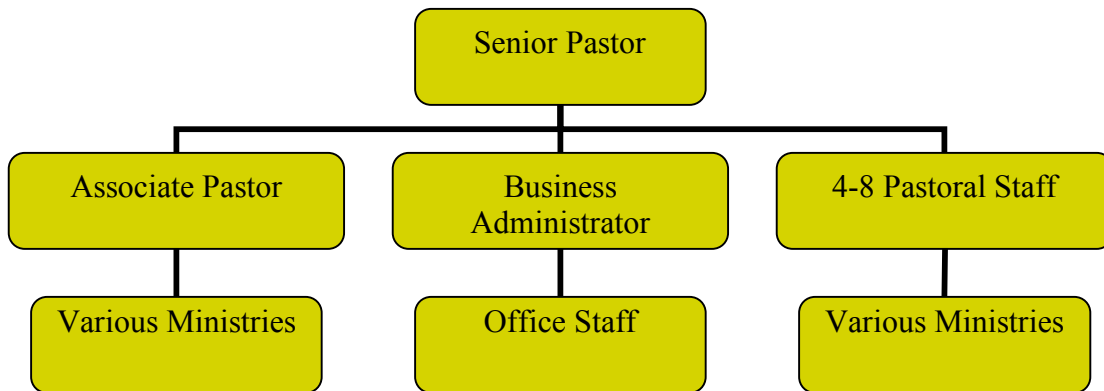 Senior Pastor
Associate Pastor
Business
Administrator
4-8 Pastoral Staff
Various Ministries
Office Staff
Various Ministries